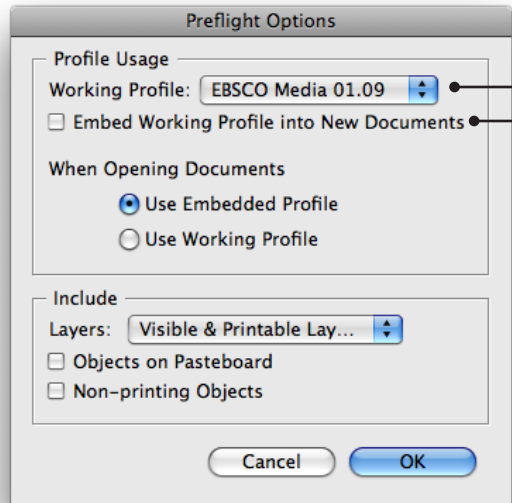 Preflight Options
Profile Usage
Working Profile: EBSCO Media 01.09
Embed Working Profile into New Documents
When Opening Documents
Use Embedded Profile
Use Working Profile
Include
Layers: Visible & Printable Lay...
Objects on Pasteboard
Non-printing Objects
Cancel OK